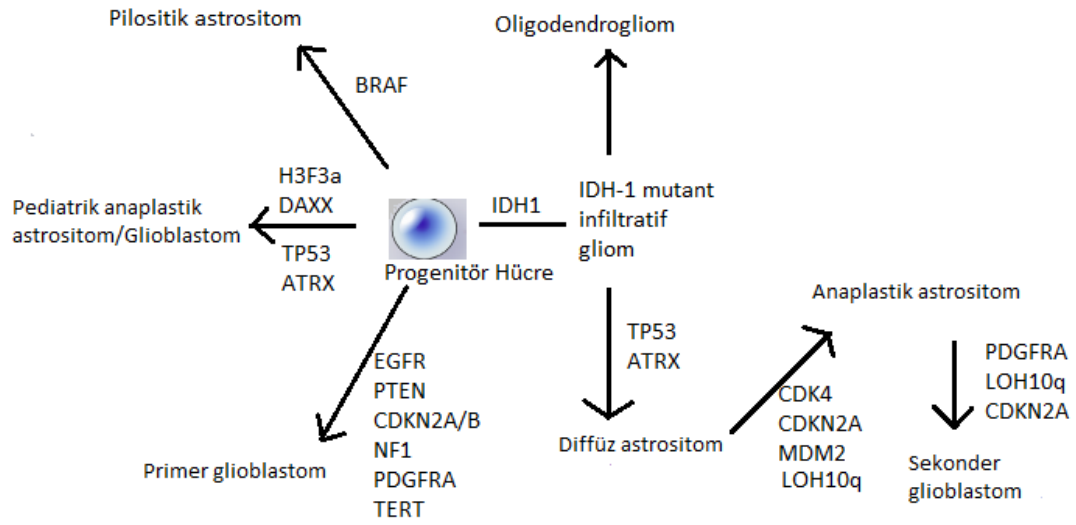 Pilositik astrositom
Oligodendrogliom
BRAF
H3F3a
DAXX
Pediatrik anaplastik
astrositom/Glioblastom
TP53
ATRX
IDH1
IDH-1 mutant
infiltratif
gliom
Progenitör Hücre
Anaplastik astrositom
TP53
ATRX
EGFR
PTEN
CDKN2A/B
NF1
PDGFRA
TERT
Primer glioblastom
Diffüz astrositom
CDK4
CDKN2A
MDM2
LOH10q
PDGFRA
LOH10q
CDKN2A
Sekonder
glioblastom